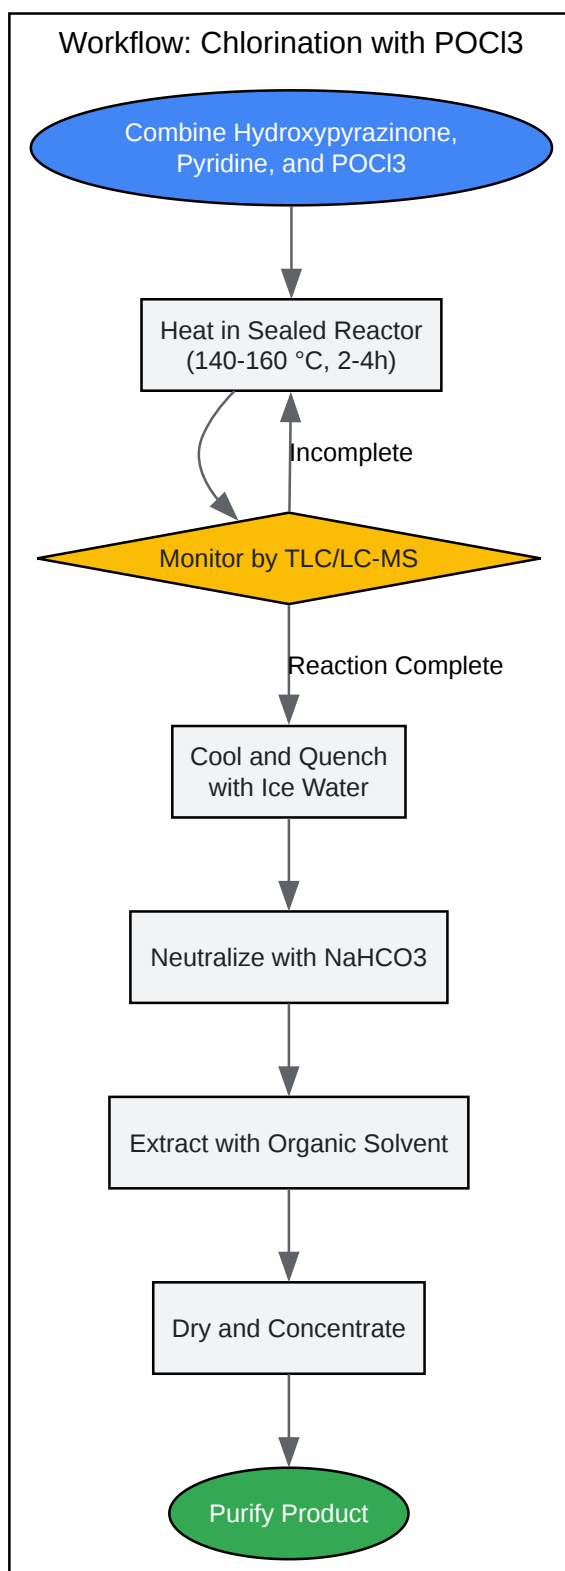 Workflow: Chlorination with POCl3
Combine Hydroxypyrazinone,
Pyridine, and POCl3
Heat in Sealed Reactor
(140-160 °C, 2-4h)
Incomplete
Monitor by TLC/LC-MS
Reaction Complete
Cool and Quench
with Ice Water
Neutralize with NaHCO3
Extract with Organic Solvent
Dry and Concentrate
Purify Product